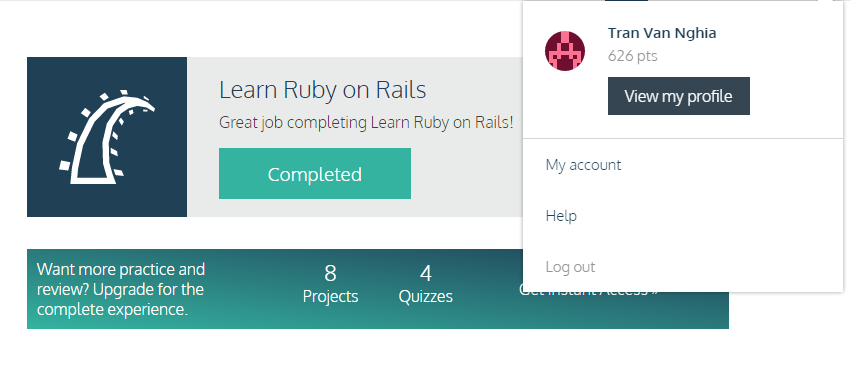 Tran Van Nghia
626 pts
View my profile
My account
Help
Log out
Learn Ruby on Rails
Great job completing Learn Ruby on Rails!
Completed
Want more practice and
review? Upgrade for the
complete experience.
8
Projects
4
Quizzes
Get Instant Access »